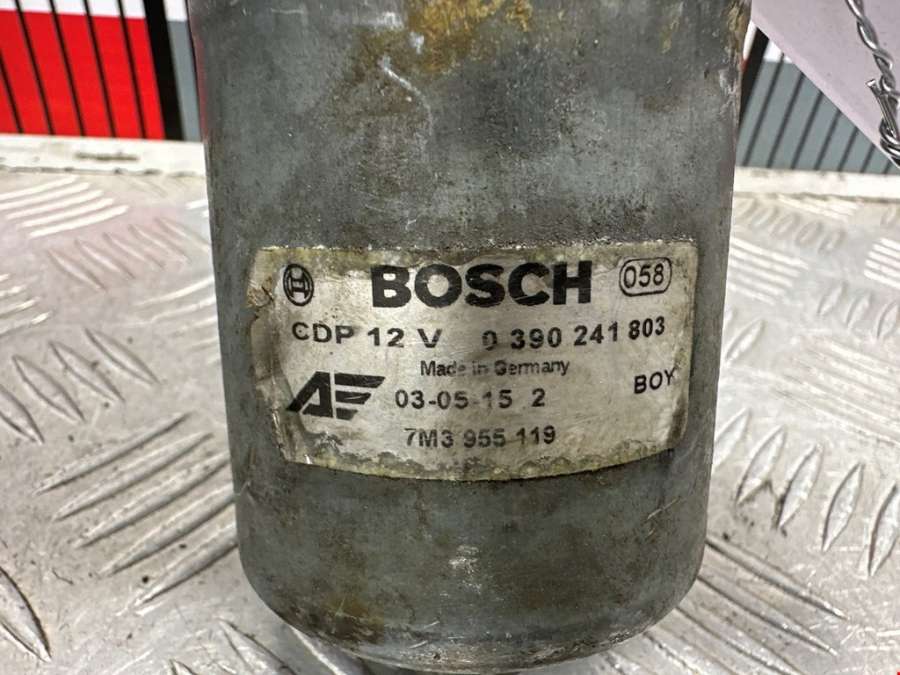 BOSCH 058
CDP 12 V 0 390 241 803
Made in Germany
BOY
AF 03-05-15 2
7M3 955 119